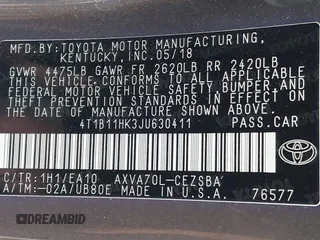 MFD.BY:TOYOTA MOTOR MANUFACTURING,
KENTUCKY, INC.05/18
GVWR 4475LB GAWR FR 2620LB RR 2420LB
THIS VEHICLE CONFORMS TO ALL APPLICABLE
FEDERAL MOTOR VEHICLE SAFETY, BUMPER, AND
THEFT PREVENTION STANDARDS IN EFFECT ON
THE DATE OF MANUFACTURE SHOWN ABOVE.
4T1B11HK3JU630411 PASS.CAR
C/TR:1H1/EA10 AXVA70L-CEZSBA
A/TM:-02A/UB80E MADE IN U.S.A. 76577
TOYOTA
© COPYRIGHT DREAMBID